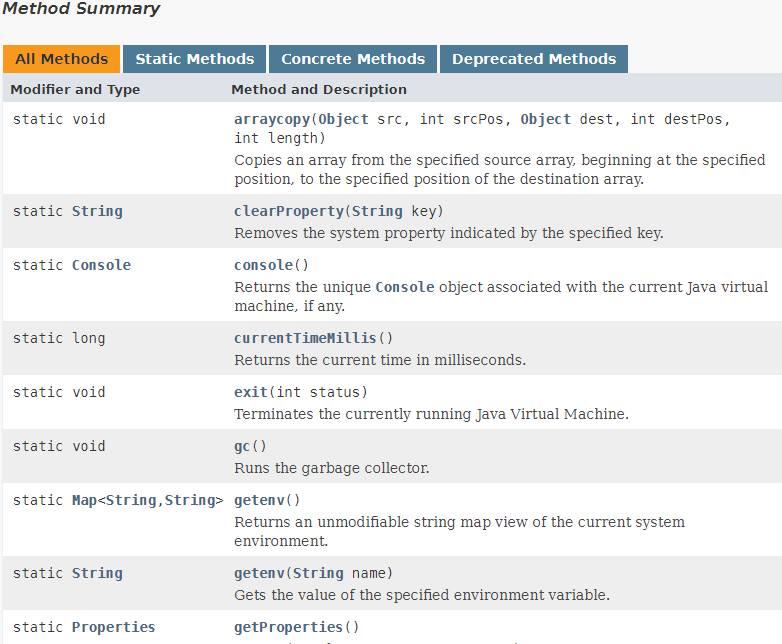 Method Summary
All Methods Static Methods Concrete Methods Deprecated Methods
Modifier and Type Method and Description
static void arraycopy(Object src, int srcPos, Object dest, int destPos,
int length)
Copies an array from the specified source array, beginning at the specified
position, to the specified position of the destination array.
static String clearProperty(String key)
Removes the system property indicated by the specified key.
static Console console()
Returns the unique Console object associated with the current Java virtual
machine, if any.
static long currentTimeMillis()
Returns the current time in milliseconds.
static void exit(int status)
Terminates the currently running Java Virtual Machine.
static void gc()
Runs the garbage collector.
static Map<String,String> getenv()
Returns an unmodifiable string map view of the current system
environment.
static String getenv(String name)
Gets the value of the specified environment variable.
static Properties getProperties()